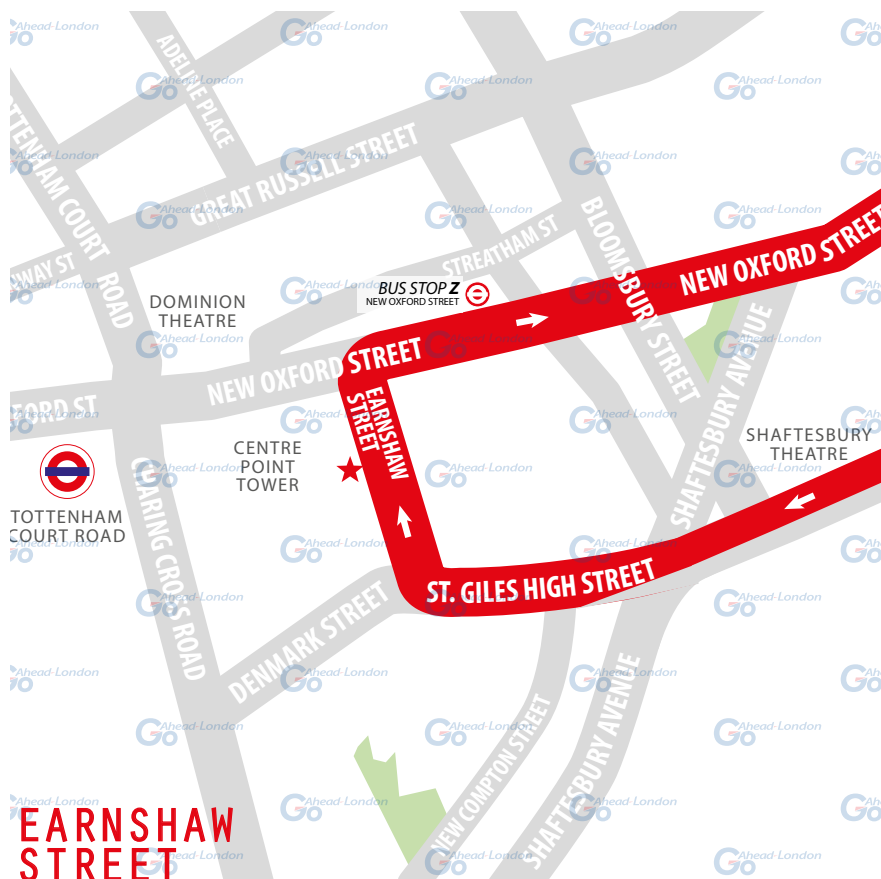 ADELINE PLACE
TTENHAM COURT ROAD
GREAT RUSSELL STREET
WAY ST
STREATHAM ST
BLOOMSBURY STREET
NEW OXFORD STREET
DOMINION
THEATRE
BUS STOP Z
NEW OXFORD STREET
NEW OXFORD STREET
FORD ST
EARNSHAW
STREET
SHAFTESBURY AVENUE
SHAFTESBURY
THEATRE
CENTRE
POINT
TOWER
TOTTENHAM
COURT ROAD
CHARING CROSS ROAD
ST. GILES HIGH STREET
DENMARK STREET
NEW COMPTON STREET
SHAFTESBURY AVENUE
EARNSHAW
STREET
Go Ahead-London